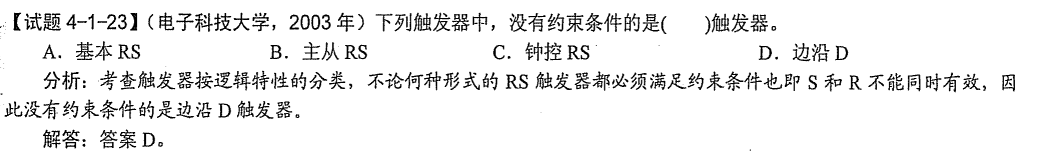 【试题 4-1-23】（电子科技大学，2003 年）下列触发器中，没有约束条件的是(　　)触发器。
A．基本 RS　　B．主从 RS　　C．钟控 RS　　D．边沿 D
分析：考查触发器按逻辑特性的分类，不论何种形式的 RS 触发器都必须满足约束条件也即 S 和 R 不能同时有效，因
此没有约束条件的是边沿 D 触发器。
解答：答案 D。